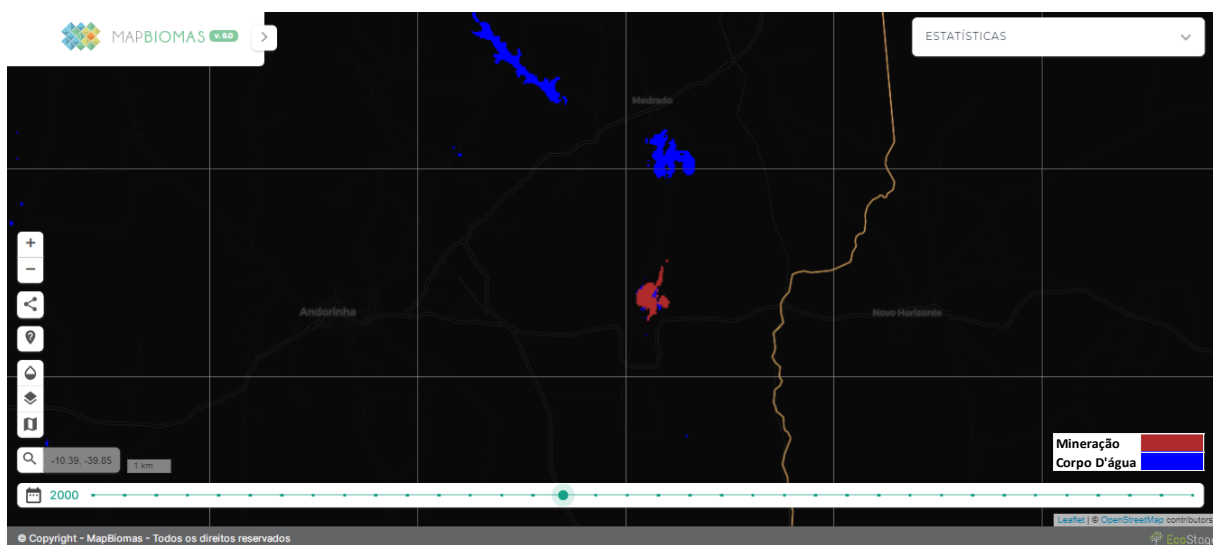 MAPBIOMAS v. 6.0
ESTATÍSTICAS
Medrado
Andorinha
Novo Horizonte
-10.39, -39.85
1 km
Mineração
Corpo D'água
2000
Leaflet | © OpenStreetMap contributors
© Copyright - MapBiomas - Todos os direitos reservados
EcoStage